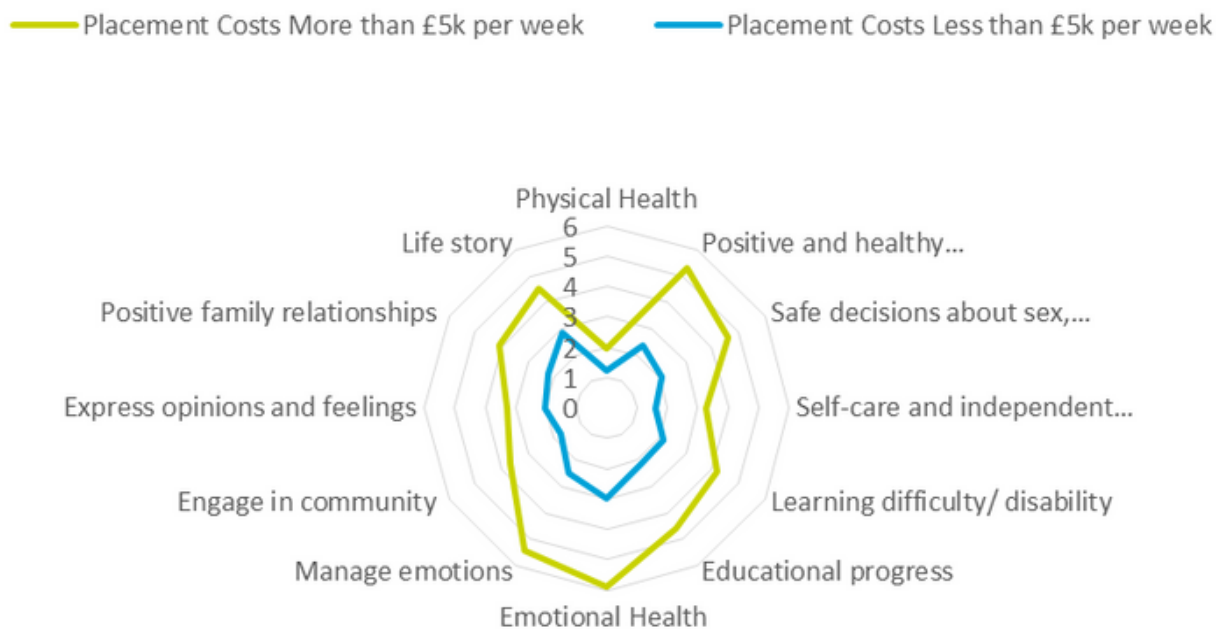 Placement Costs More than £5k per week
Placement Costs Less than £5k per week
Physical Health
Positive and healthy...
Safe decisions about sex,...
Self-care and independent...
Learning difficulty/ disability
Educational progress
Emotional Health
Manage emotions
Engage in community
Express opinions and feelings
Positive family relationships
Life story
6
5
4
3
2
1
0